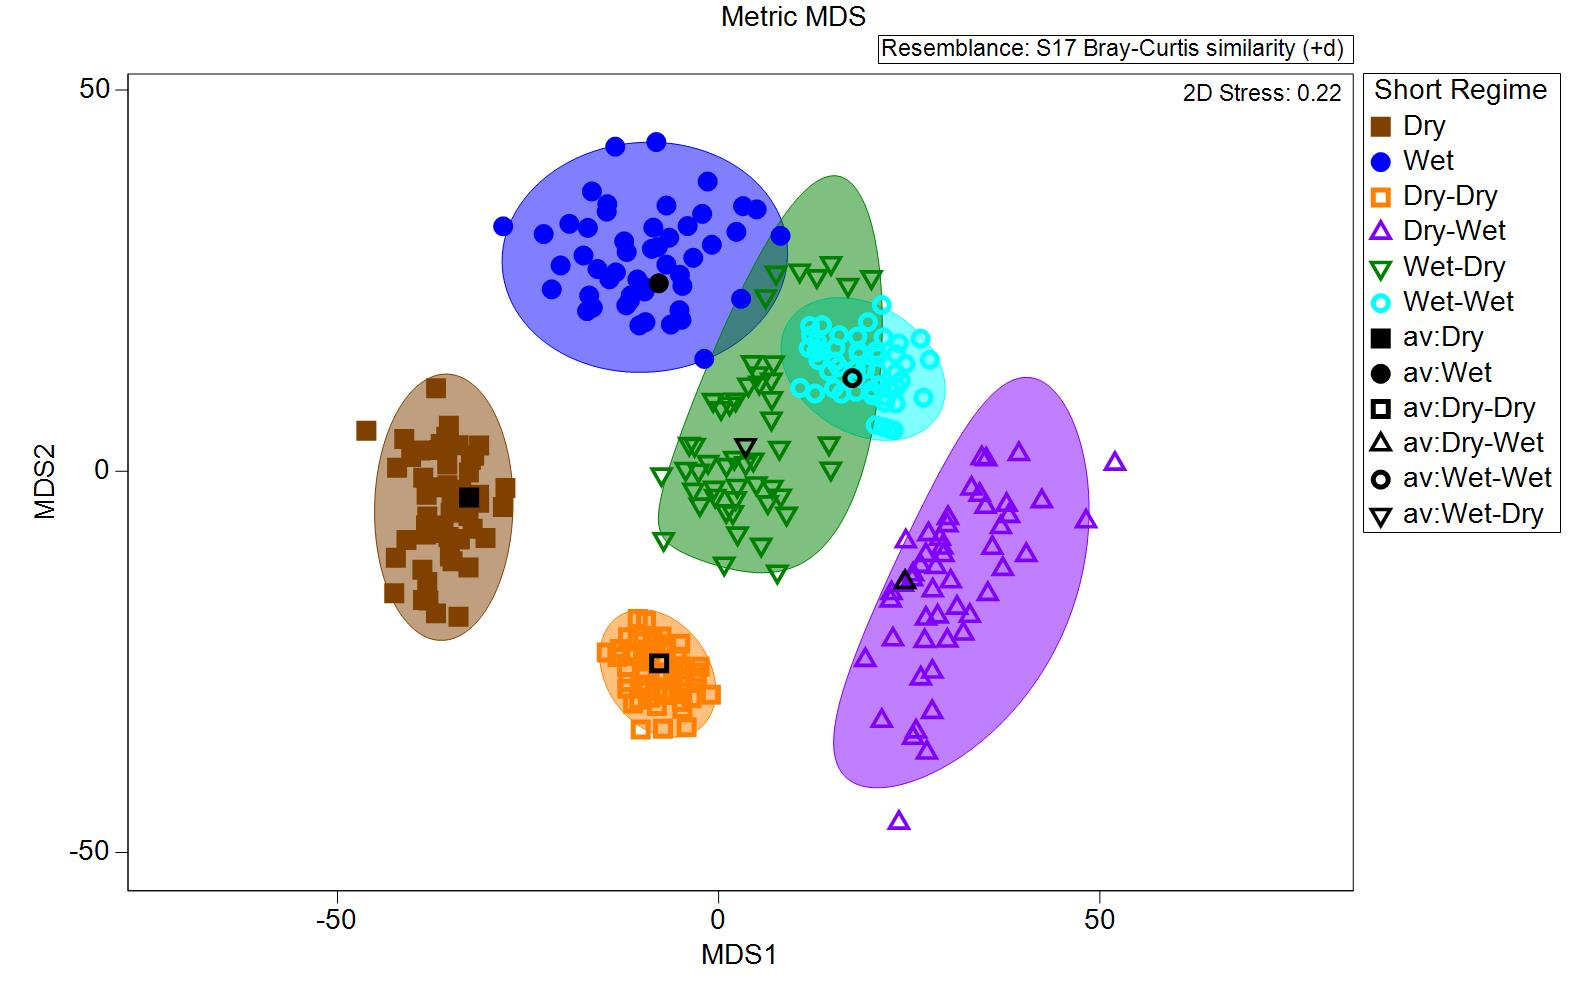 Metric MDS
Resemblance: S17 Bray-Curtis similarity (+d)
2D Stress: 0.22
50
0
-50
MDS2
-50
0
50
MDS1
Short Regime
Dry
Wet
Dry-Dry
Dry-Wet
Wet-Dry
Wet-Wet
av:Dry
av:Wet
av:Dry-Dry
av:Dry-Wet
av:Wet-Wet
av:Wet-Dry